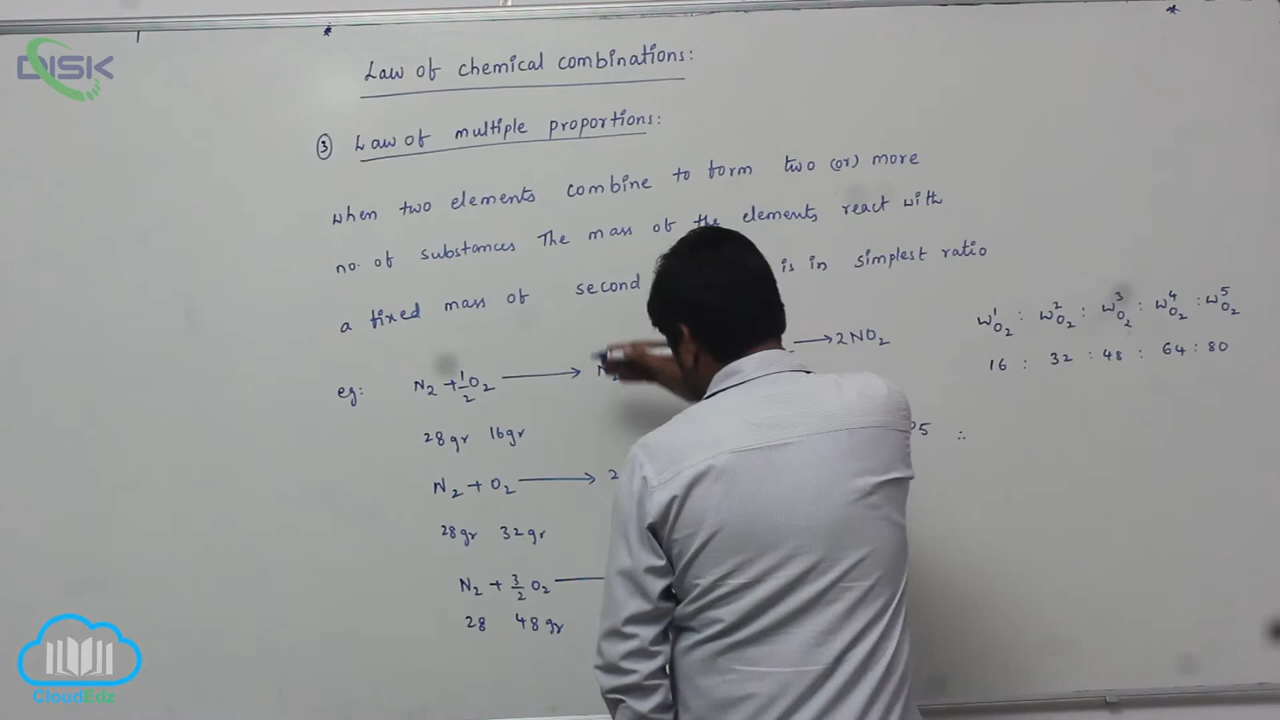 DISK
Law of chemical combinations:
③ Law of multiple proportions:
when two elements combine to form two (or) more
no. of substances The mass of the elements react with
a fixed mass of second is in simplest ratio
eg: N₂ + 1/2 O₂ ⟶ N₂
⟶ 2NO₂
28gr 16gr
N₂ + O₂ ⟶ 2
28gr 32gr
N₂ + 3/2 O₂
28 48gr
W¹O₂ : W²O₂ : W³O₂ : W⁴O₂ : W⁵O₂
16 : 32 : 48 : 64 : 80
5 :
CloudEdz